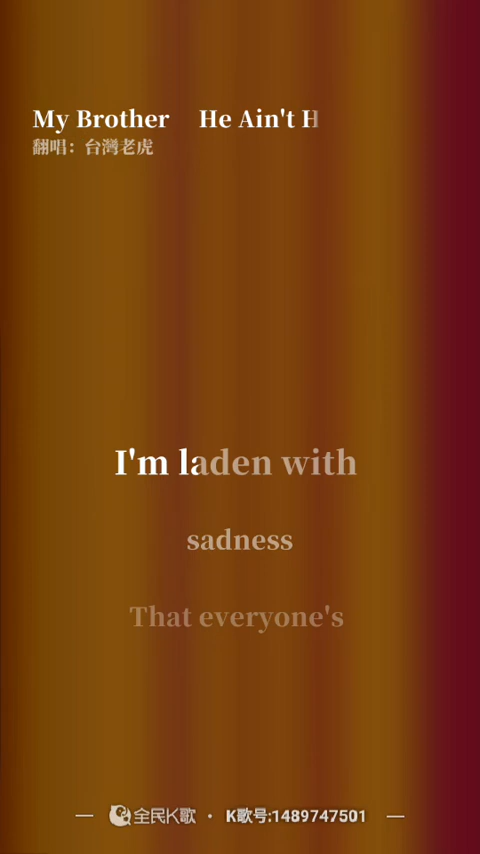 My Brother He Ain't H
翻唱：台灣老虎
I'm laden with
sadness
That everyone's
全民K歌 · K歌号:1489747501